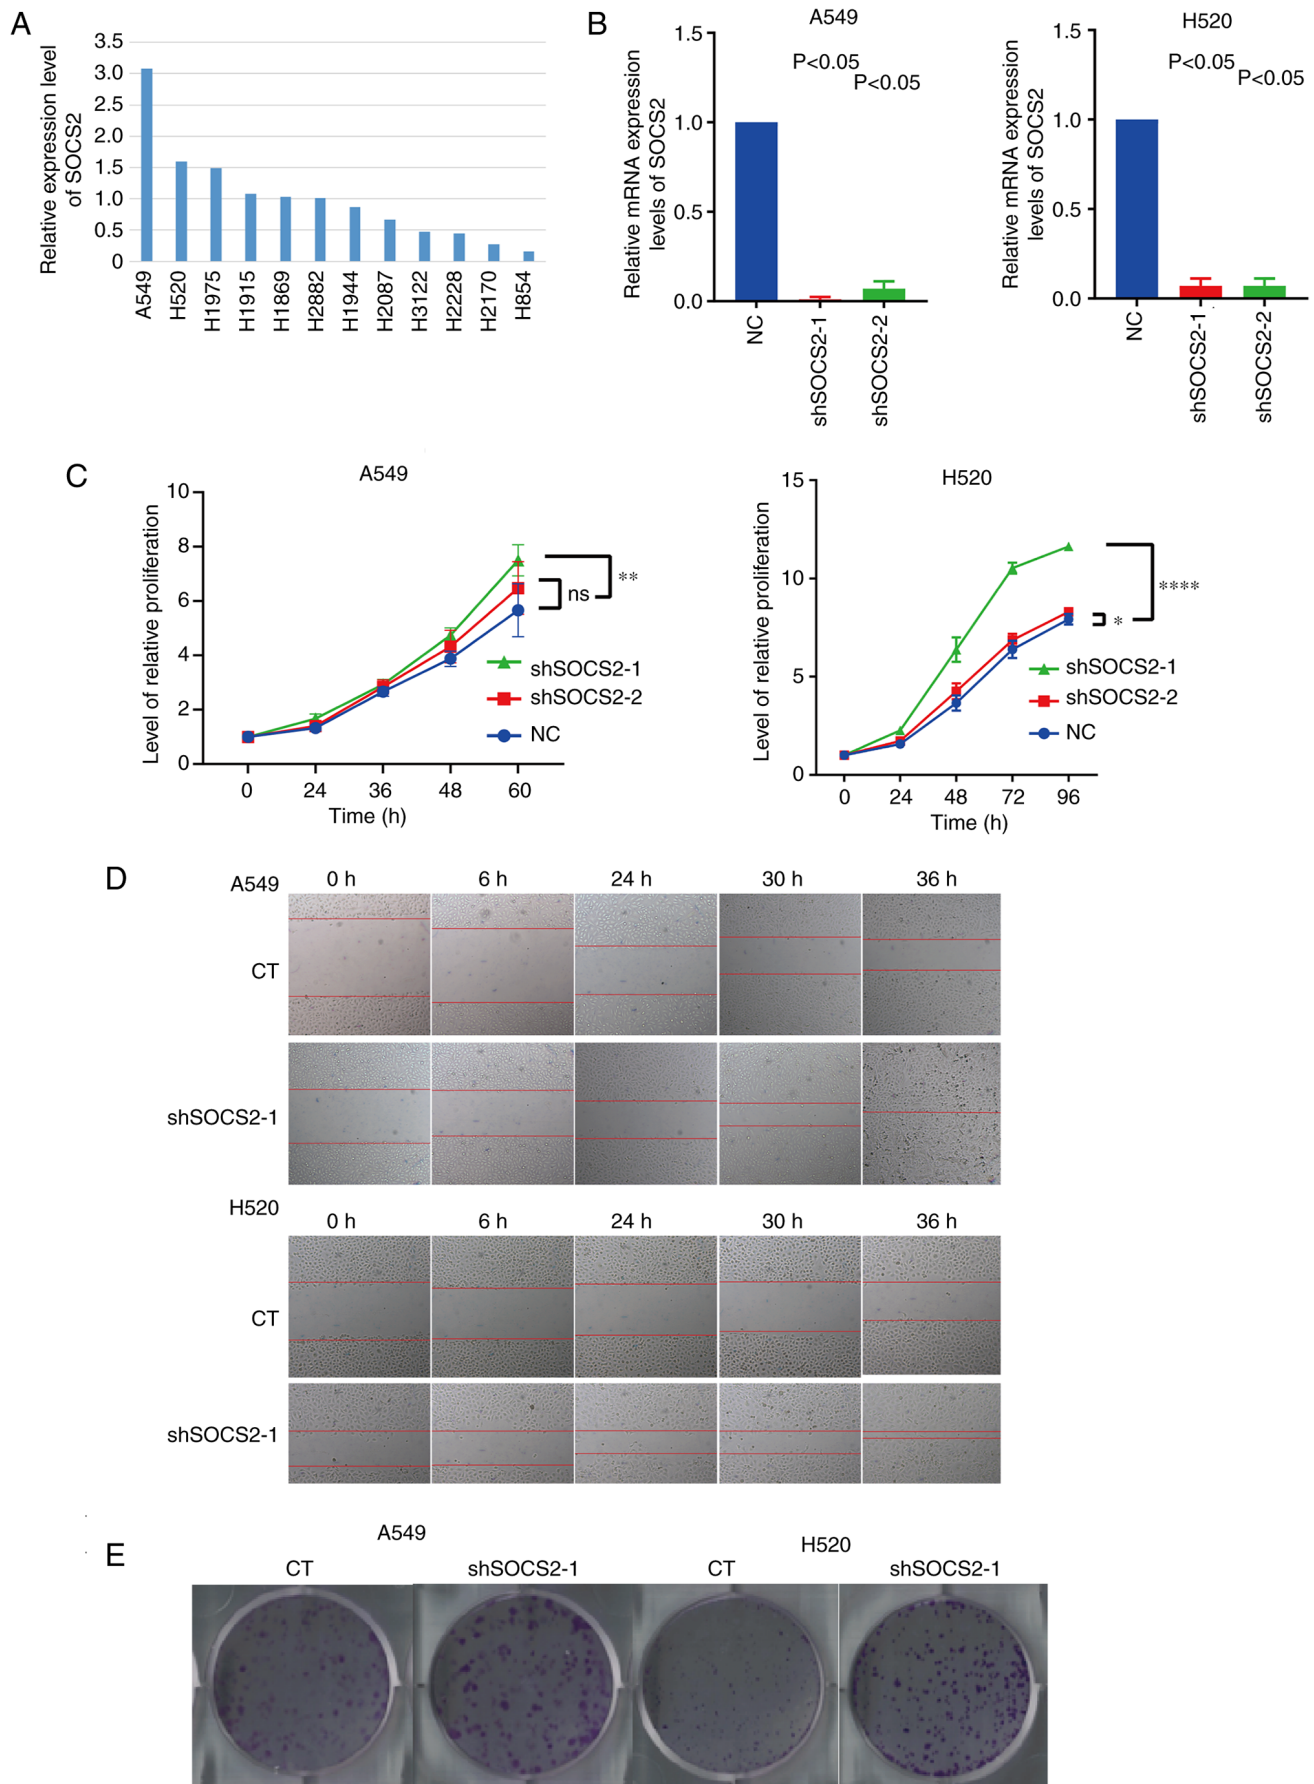 A
3.5
3.0
2.5
2.0
1.5
1.0
0.5
0
Relative expression level
of SOCS2
A549
H520
H1975
H1915
H1869
H2882
H1944
H2087
H3122
H2228
H2170
H854
B
A549
1.5
1.0
0.5
0.0
Relative mRNA expression
levels of SOCS2
P<0.05
P<0.05
NC
shSOCS2-1
shSOCS2-2
H520
1.5
1.0
0.5
0.0
Relative mRNA expression
levels of SOCS2
P<0.05
P<0.05
NC
shSOCS2-1
shSOCS2-2
C
A549
10
8
6
4
2
0
Level of relative proliferation
**
ns
shSOCS2-1
shSOCS2-2
NC
0 24 36 48 60
Time (h)
H520
15
10
5
0
Level of relative proliferation
****
*
shSOCS2-1
shSOCS2-2
NC
0 24 48 72 96
Time (h)
D
A549
0 h 6 h 24 h 30 h 36 h
CT
shSOCS2-1
H520
0 h 6 h 24 h 30 h 36 h
CT
shSOCS2-1
E
A549
H520
CT shSOCS2-1 CT shSOCS2-1